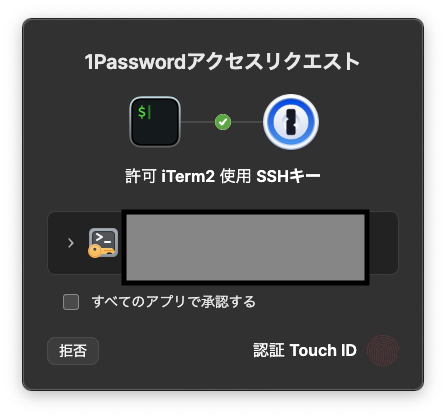 1Passwordアクセスリクエスト
$
許可 iTerm2 使用 SSHキー
すべてのアプリで承認する
拒否
認証 Touch ID